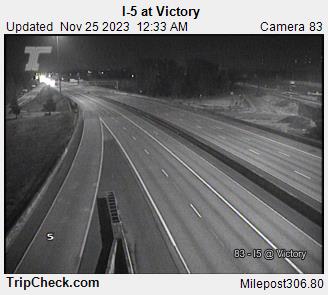 I-5 at Victory
Updated Nov 25 2023 12:33 AM Camera 83
S
83 - I5 @ Victory
TripCheck.com Milepost306.80